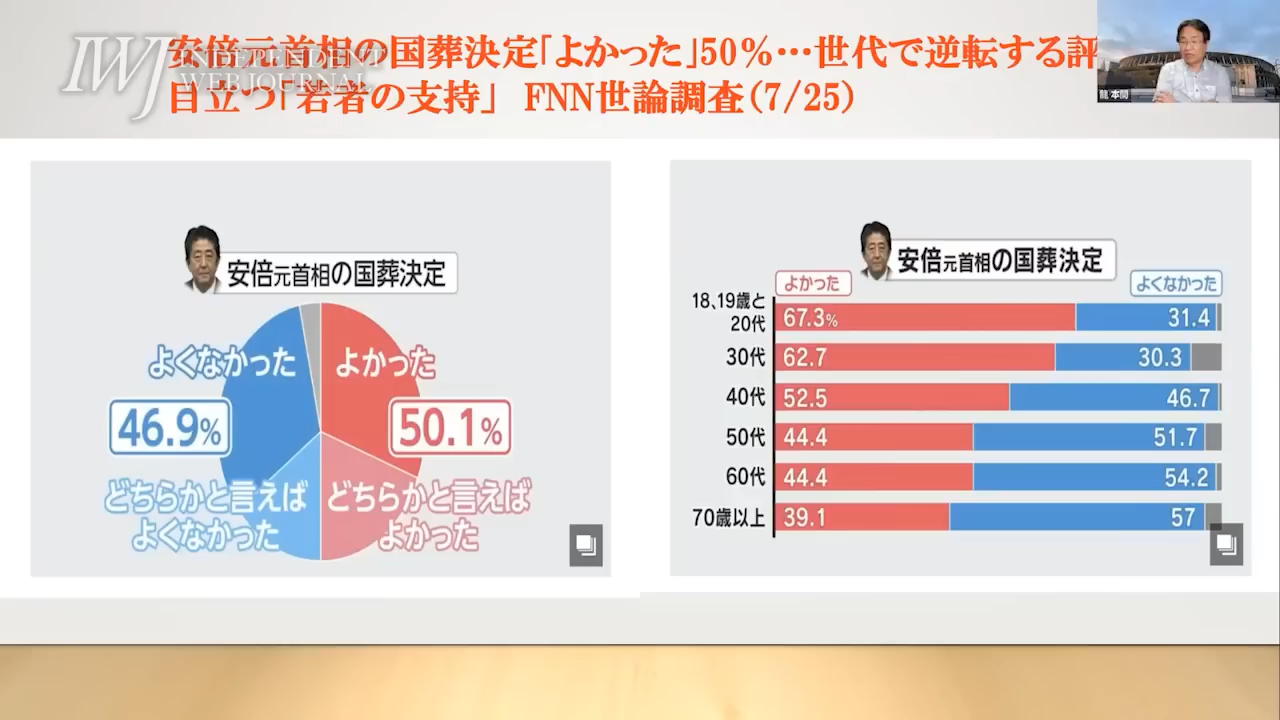 安倍元首相の国葬決定「よかった」50％…世代で逆転する評
目立つ「若者の支持」 FNN世論調査（7/25）
IWJ INDEPENDENT
WEB JOURNAL
龍 本間
安倍元首相の国葬決定
よくなかった
よかった
46.9%
50.1%
どちらかと言えば
よくなかった
どちらかと言えば
よかった
安倍元首相の国葬決定
よかった
よくなかった
18、19歳と
20代
67.3%
31.4
30代
62.7
30.3
40代
52.5
46.7
50代
44.4
51.7
60代
44.4
54.2
70歳以上
39.1
57